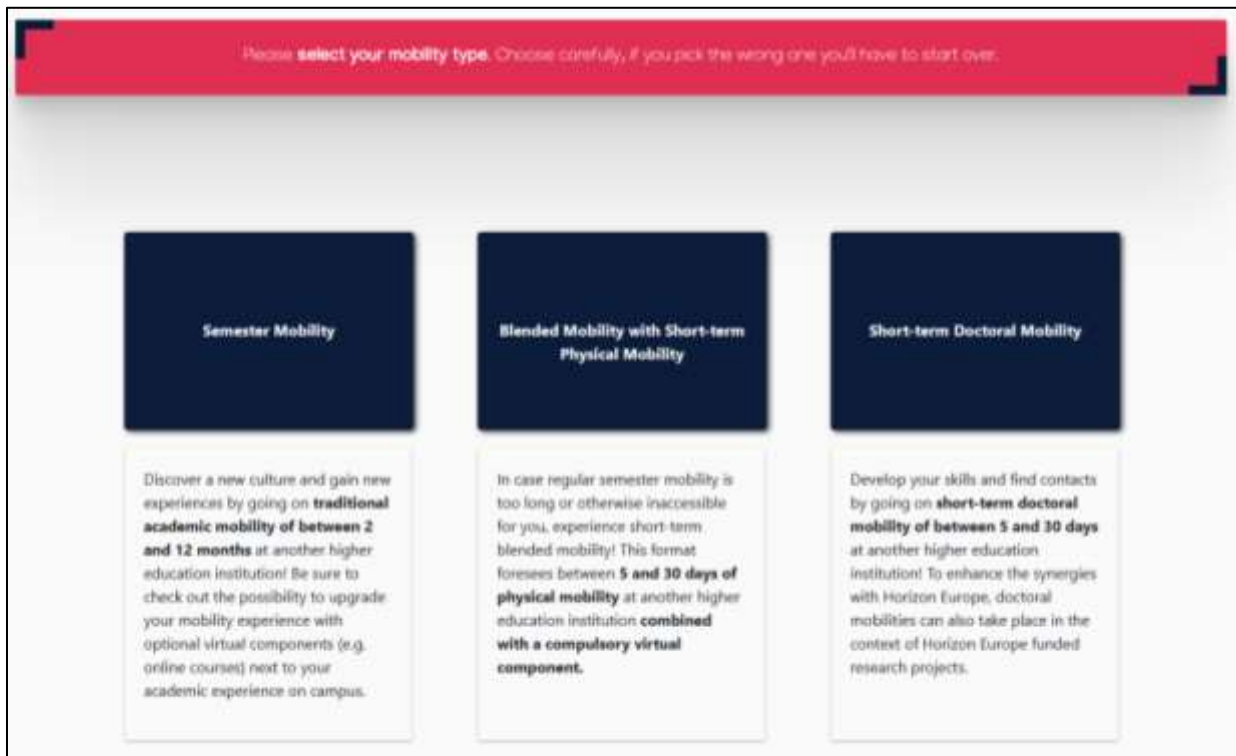 Please select your mobility type. Choose carefully, if you pick the wrong one you'll have to start over.
Semester Mobility
Discover a new culture and gain new
experiences by going on traditional
academic mobility of between 2
and 12 months at another higher
education institution! Be sure to
check out the possibility to upgrade
your mobility experience with
optional virtual components (e.g.
online courses) next to your
academic experience on campus.
Blended Mobility with Short-term
Physical Mobility
In case regular semester mobility is
too long or otherwise inaccessible
for you, experience short-term
blended mobility! This format
foresees between 5 and 30 days of
physical mobility at another higher
education institution combined
with a compulsory virtual
component.
Short-term Doctoral Mobility
Develop your skills and find contacts
by going on short-term doctoral
mobility of between 5 and 30 days
at another higher education
institution! To enhance the synergies
with Horizon Europe, doctoral
mobilities can also take place in the
context of Horizon Europe funded
research projects.